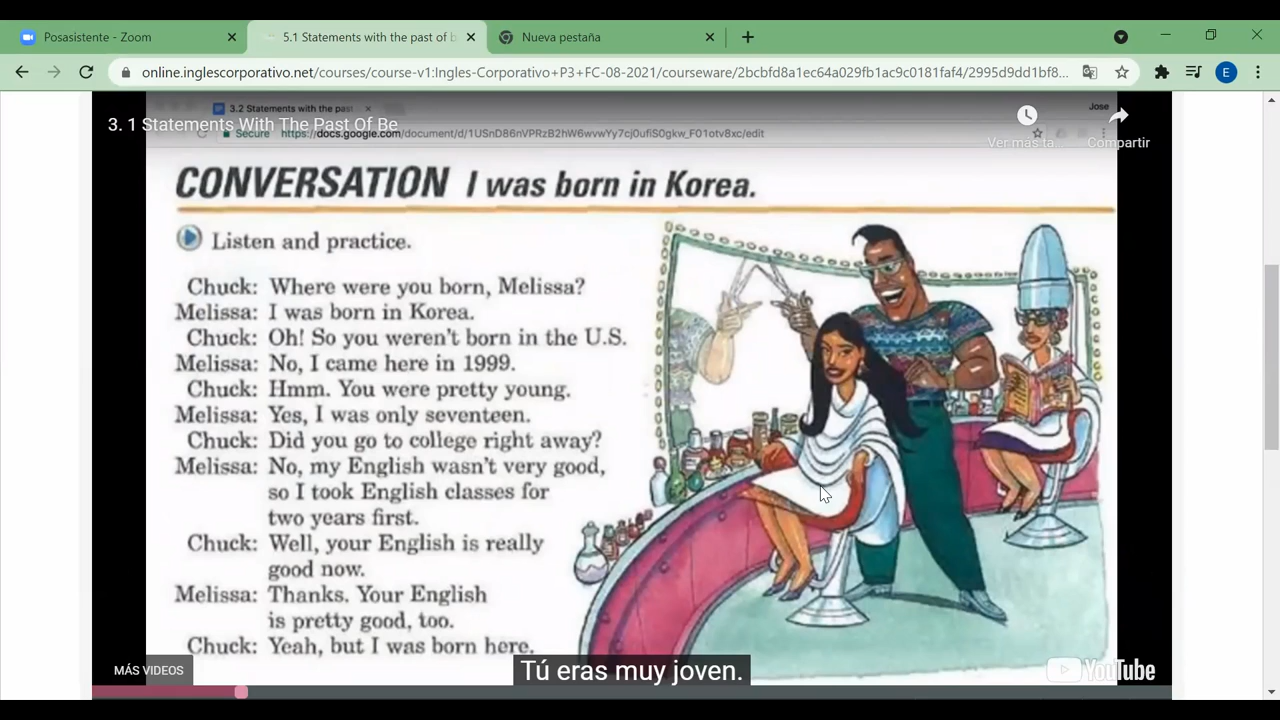 Posasistente - Zoom
5.1 Statements with the past of b
Nueva pestaña
online.inglescorporativo.net/courses/course-v1:Ingles-Corporativo+P3+FC-08-2021/courseware/2bcbfd8a1ec64a029fb1ac9c0181faf4/2995d9dd1bf8...
E
3.2 Statements with the past
Jose
3. 1 Statements With The Past Of Be
Secure https://docs.google.com/document/d/1USnD86nVPRzB2hW6wvwYy7cj0ufiS0gkw_F01otv8xc/edit
Ver más ta...
Compartir
CONVERSATION I was born in Korea.
Listen and practice.
Chuck: Where were you born, Melissa?
Melissa: I was born in Korea.
Chuck: Oh! So you weren't born in the U.S.
Melissa: No, I came here in 1999.
Chuck: Hmm. You were pretty young.
Melissa: Yes, I was only seventeen.
Chuck: Did you go to college right away?
Melissa: No, my English wasn't very good,
so I took English classes for
two years first.
Chuck: Well, your English is really
good now.
Melissa: Thanks. Your English
is pretty good, too.
Chuck: Yeah, but I was born here.
MÁS VIDEOS
Tú eras muy joven.
YouTube